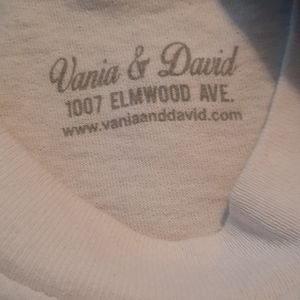 Vania & David
1007 ELMWOOD AVE.
www.vaniaanddavid.com